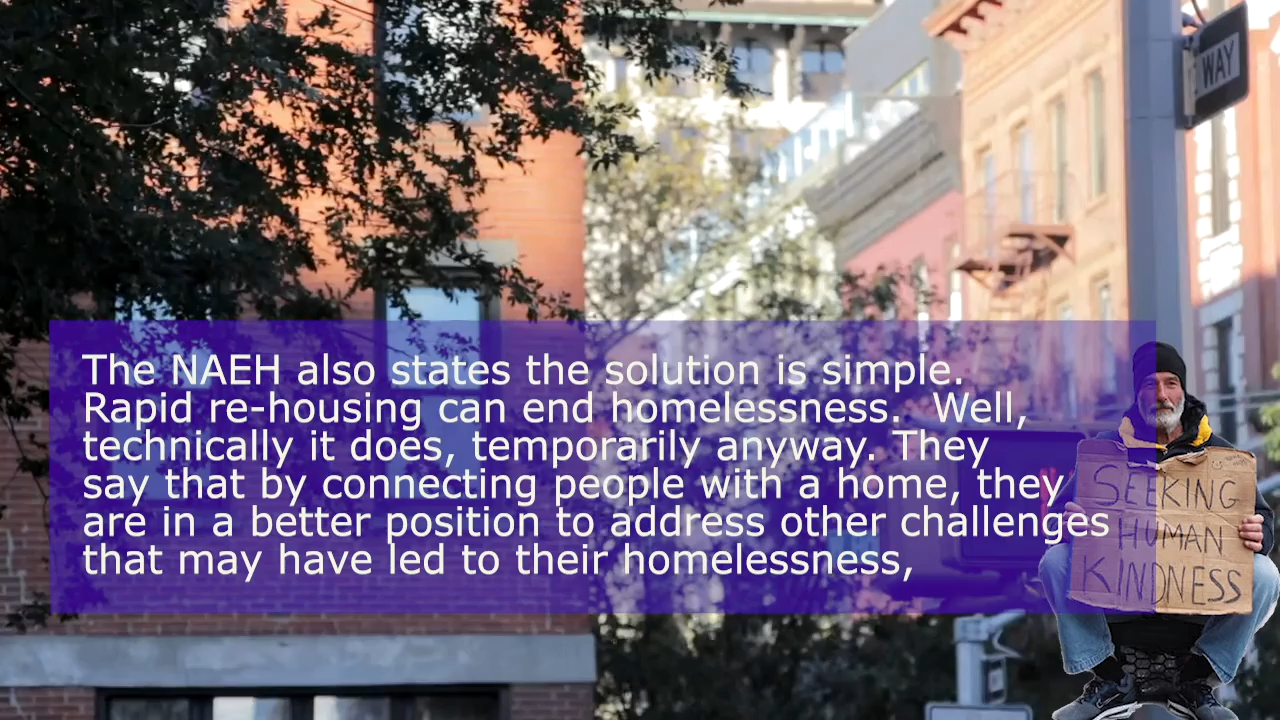 WAY
The NAEH also states the solution is simple.
Rapid re-housing can end homelessness.  Well,
technically it does, temporarily anyway. They
say that by connecting people with a home, they
are in a better position to address other challenges
that may have led to their homelessness,
SEEKING
HUMAN
KINDNESS